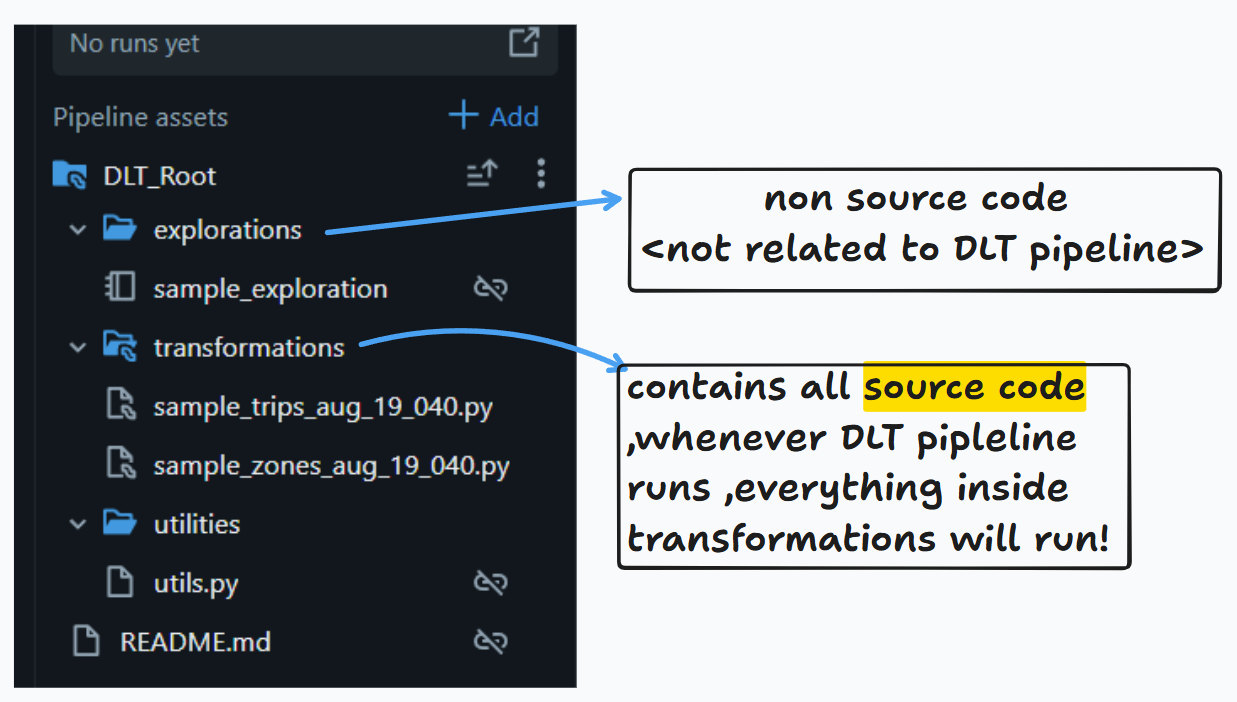 No runs yet
Pipeline assets
Add
DLT_Root
explorations
sample_exploration
transformations
sample_trips_aug_19_040.py
sample_zones_aug_19_040.py
utilities
utils.py
README.md
non source code
<not related to DLT pipeline>
contains all source code
,whenever DLT pipleline
runs ,everything inside
transformations will run!